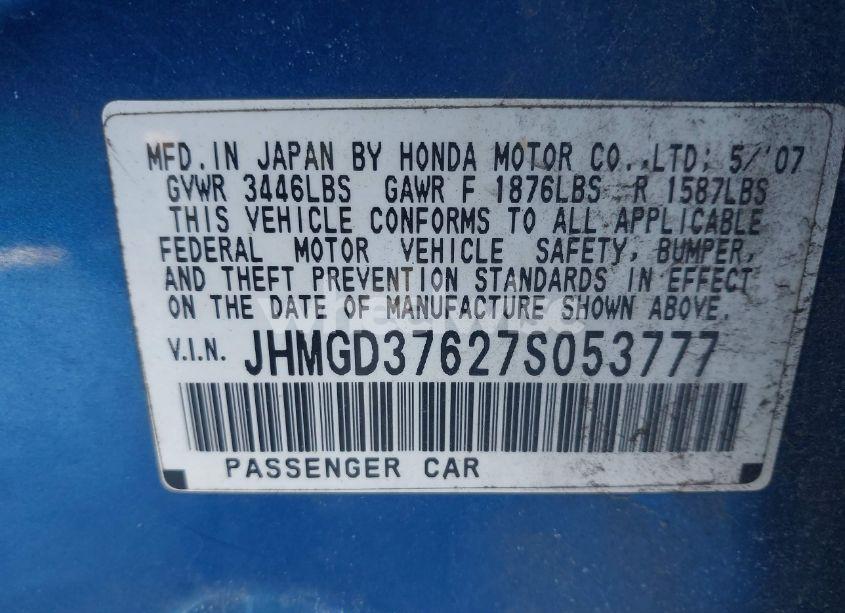 MFD. IN JAPAN BY HONDA MOTOR CO., LTD; 5/'07
GVWR 3446LBS GAWR F 1876LBS R 1587LBS
THIS VEHICLE CONFORMS TO ALL APPLICABLE
FEDERAL MOTOR VEHICLE SAFETY, BUMPER,
AND THEFT PREVENTION STANDARDS IN EFFECT
ON THE DATE OF MANUFACTURE SHOWN ABOVE.
V.I.N. JHMGD37627S053777
PASSENGER CAR